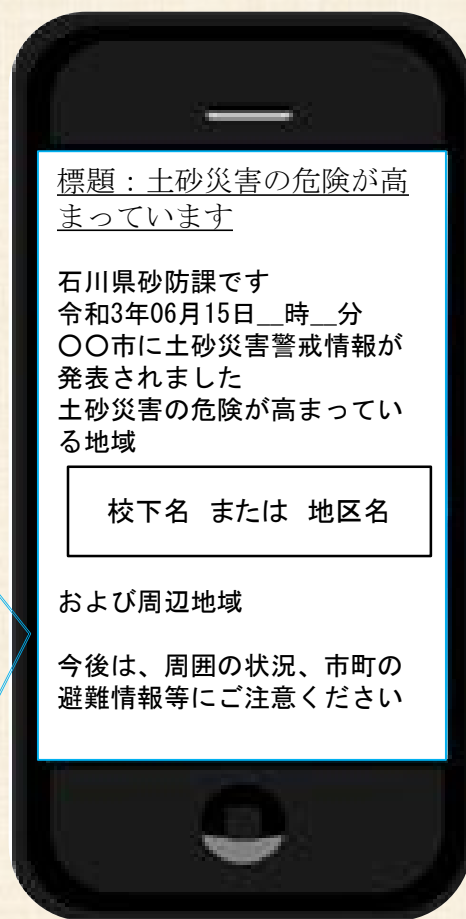 標題：土砂災害の危険が高
まっています
石川県砂防課です
令和3年06月15日__時__分
〇〇市に土砂災害警戒情報が
発表されました
土砂災害の危険が高まってい
る地域
校下名 または 地区名
および周辺地域
今後は、周囲の状況、市町の
避難情報等にご注意ください